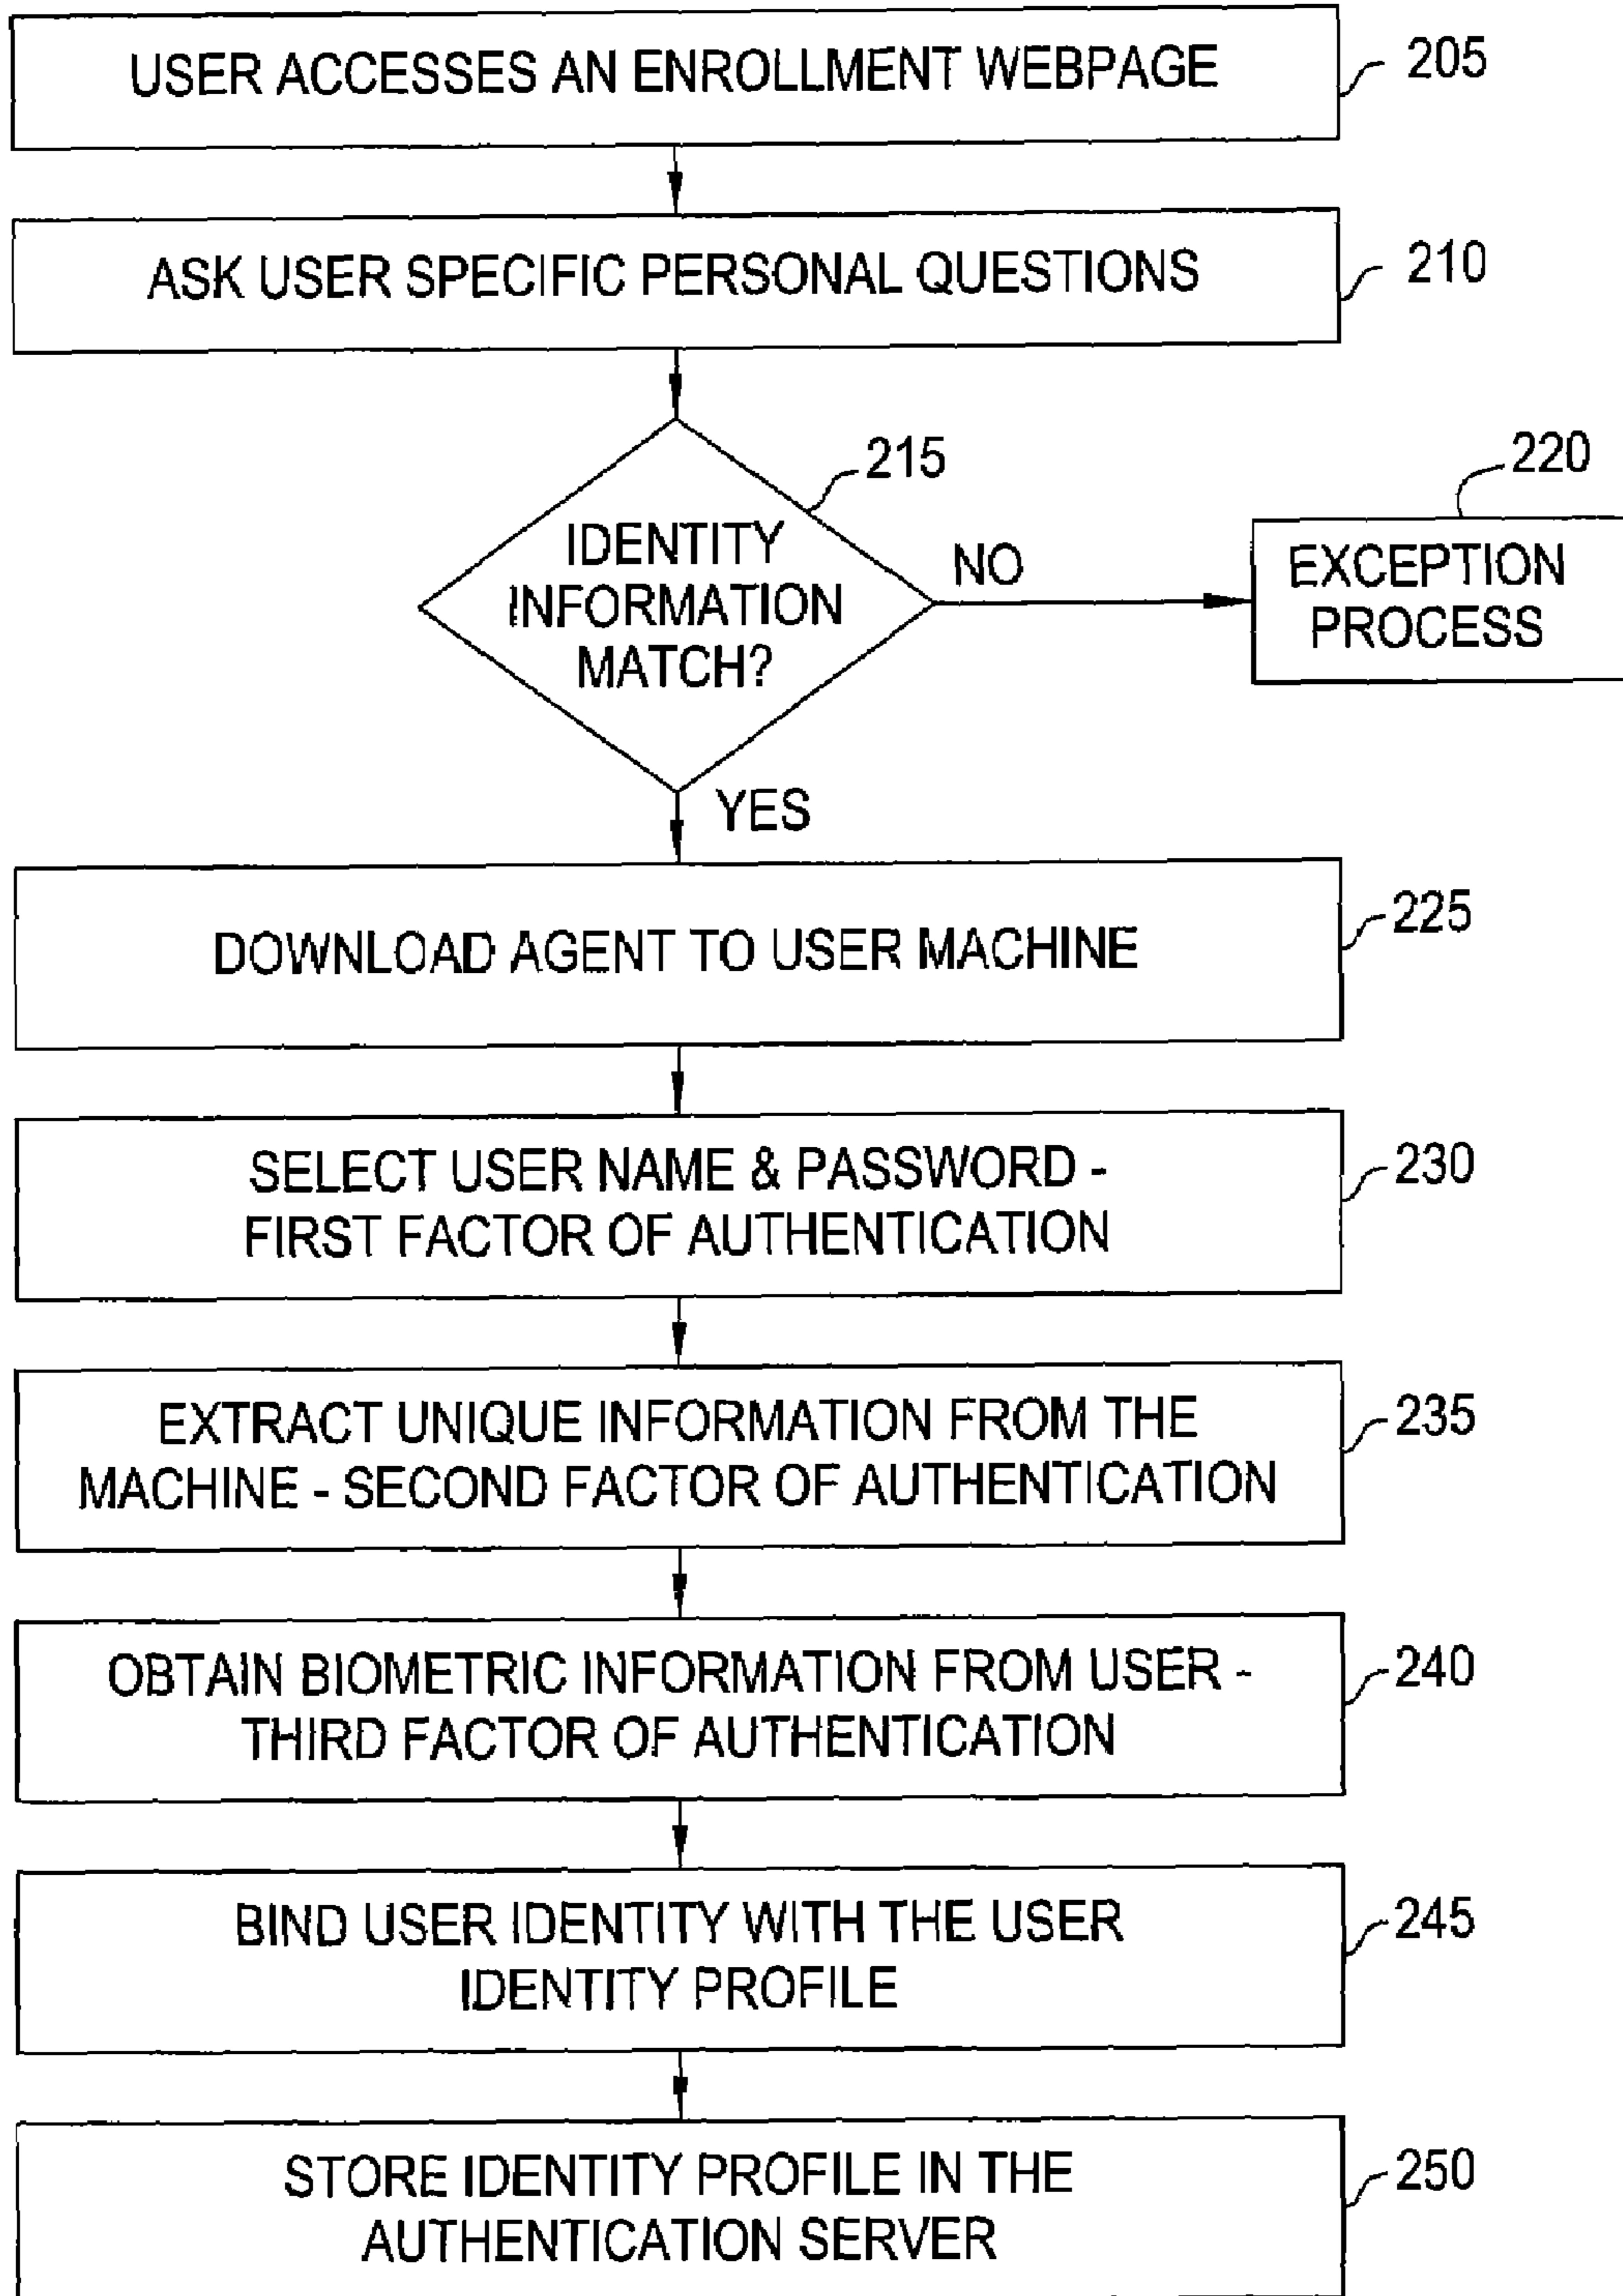 USER ACCESSES AN ENROLLMENT WEBPAGE
205
ASK USER SPECIFIC PERSONAL QUESTIONS
210
215
IDENTITY
INFORMATION
MATCH?
NO
220
EXCEPTION
PROCESS
YES
DOWNLOAD AGENT TO USER MACHINE
225
SELECT USER NAME & PASSWORD -
FIRST FACTOR OF AUTHENTICATION
230
EXTRACT UNIQUE INFORMATION FROM THE
MACHINE - SECOND FACTOR OF AUTHENTICATION
235
OBTAIN BIOMETRIC INFORMATION FROM USER -
THIRD FACTOR OF AUTHENTICATION
240
BIND USER IDENTITY WITH THE USER
IDENTITY PROFILE
245
STORE IDENTITY PROFILE IN THE
AUTHENTICATION SERVER
250